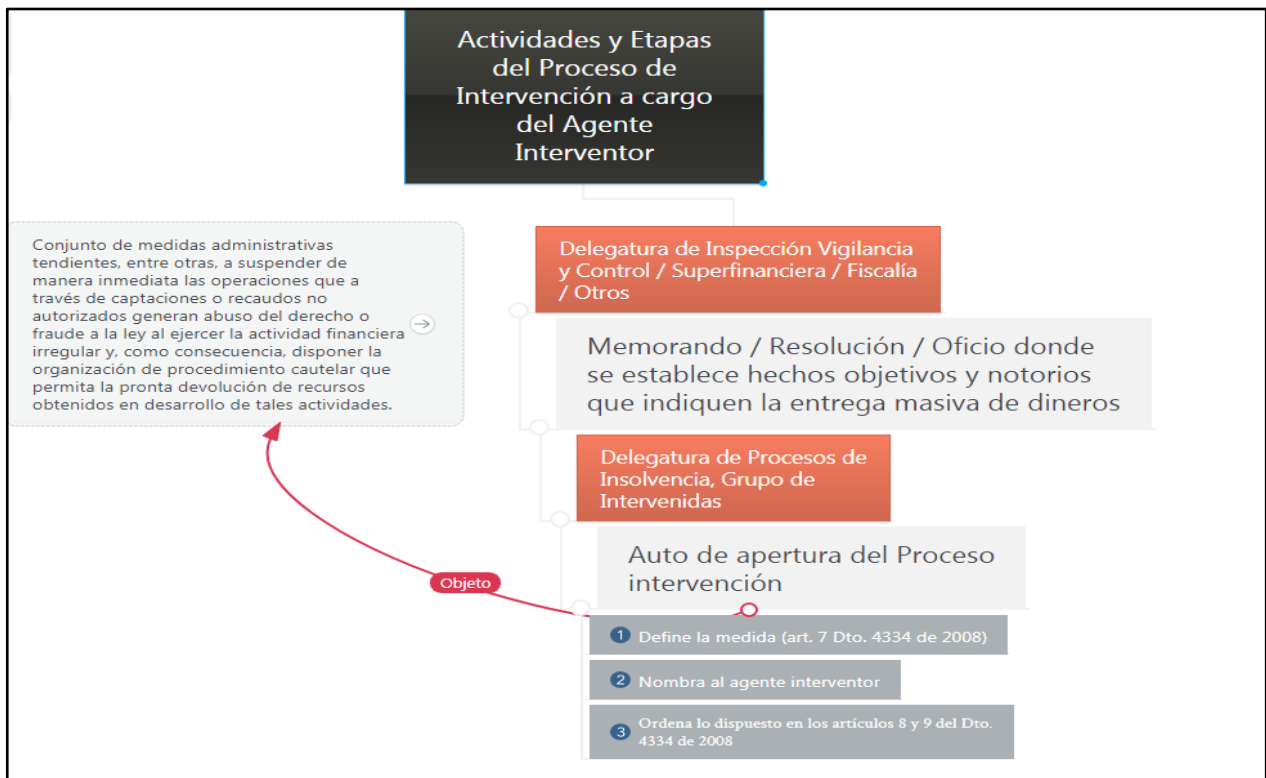 Actividades y Etapas
del Proceso de
Intervención a cargo
del Agente
Interventor
Conjunto de medidas administrativas
tendientes, entre otras, a suspender de
manera inmediata las operaciones que a
través de captaciones o recaudos no
autorizados generan abuso del derecho o
fraude a la ley al ejercer la actividad financiera
irregular y, como consecuencia, disponer la
organización de procedimiento cautelar que
permita la pronta devolución de recursos
obtenidos en desarrollo de tales actividades.
Delegatura de Inspección Vigilancia
y Control / Superfinanciera / Fiscalía
/ Otros
Memorando / Resolución / Oficio donde
se establece hechos objetivos y notorios
que indiquen la entrega masiva de dineros
Delegatura de Procesos de
Insolvencia, Grupo de
Intervenidas
Auto de apertura del Proceso
intervención
Objeto
1 Define la medida (art. 7 Dto. 4334 de 2008)
2 Nombra al agente interventor
3 Ordena lo dispuesto en los artículos 8 y 9 del Dto.
4334 de 2008